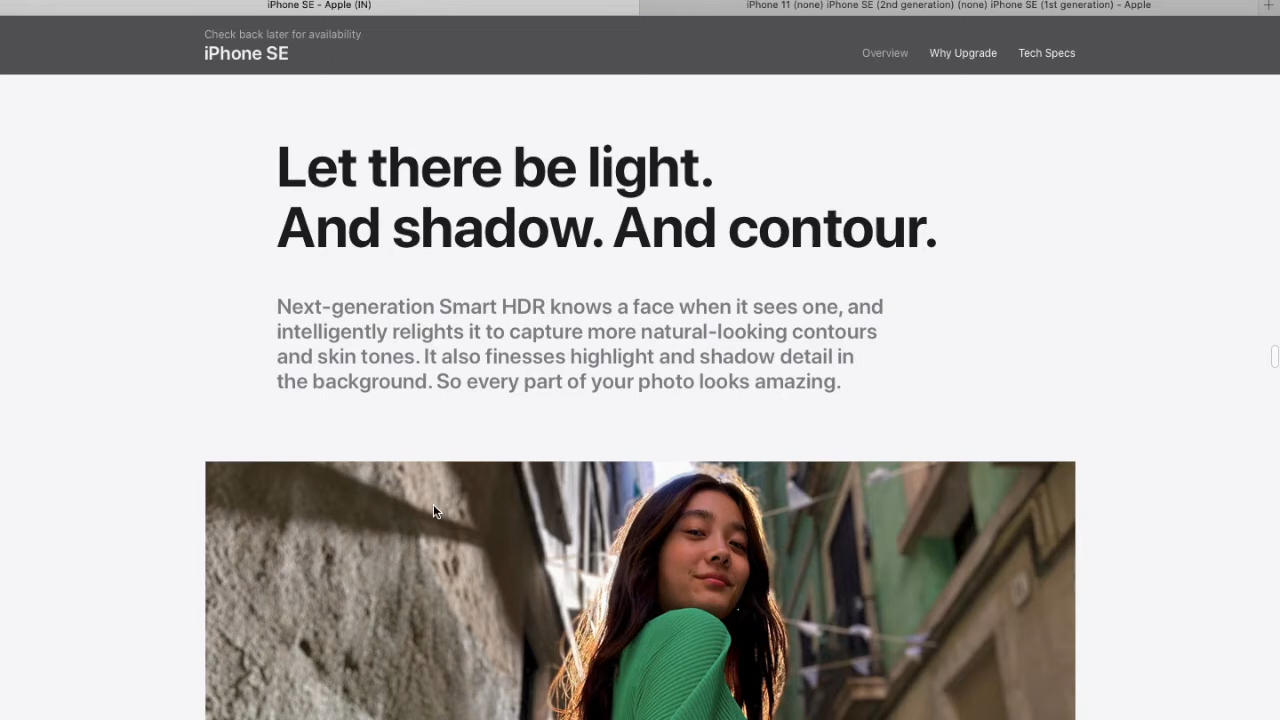 iPhone SE - Apple (IN)
iPhone 11 (none) iPhone SE (2nd generation) (none) iPhone SE (1st generation) - Apple
Check back later for availability
iPhone SE
Overview Why Upgrade Tech Specs
Let there be light.
And shadow. And contour.
Next-generation Smart HDR knows a face when it sees one, and
intelligently relights it to capture more natural-looking contours
and skin tones. It also finesses highlight and shadow detail in
the background. So every part of your photo looks amazing.